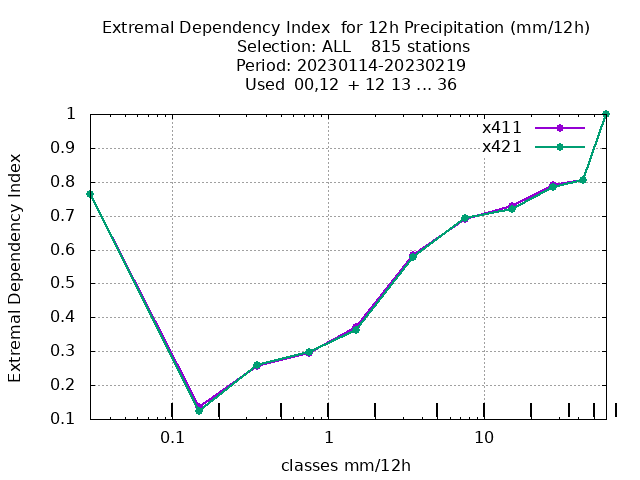 Extremal Dependency Index  for 12h Precipitation (mm/12h)
Selection: ALL    815 stations
Period: 20230114-20230219
Used  00,12  + 12 13 ... 36
x411
x421
Extremal Dependency Index
1
0.9
0.8
0.7
0.6
0.5
0.4
0.3
0.2
0.1
0.1 1 10
classes mm/12h